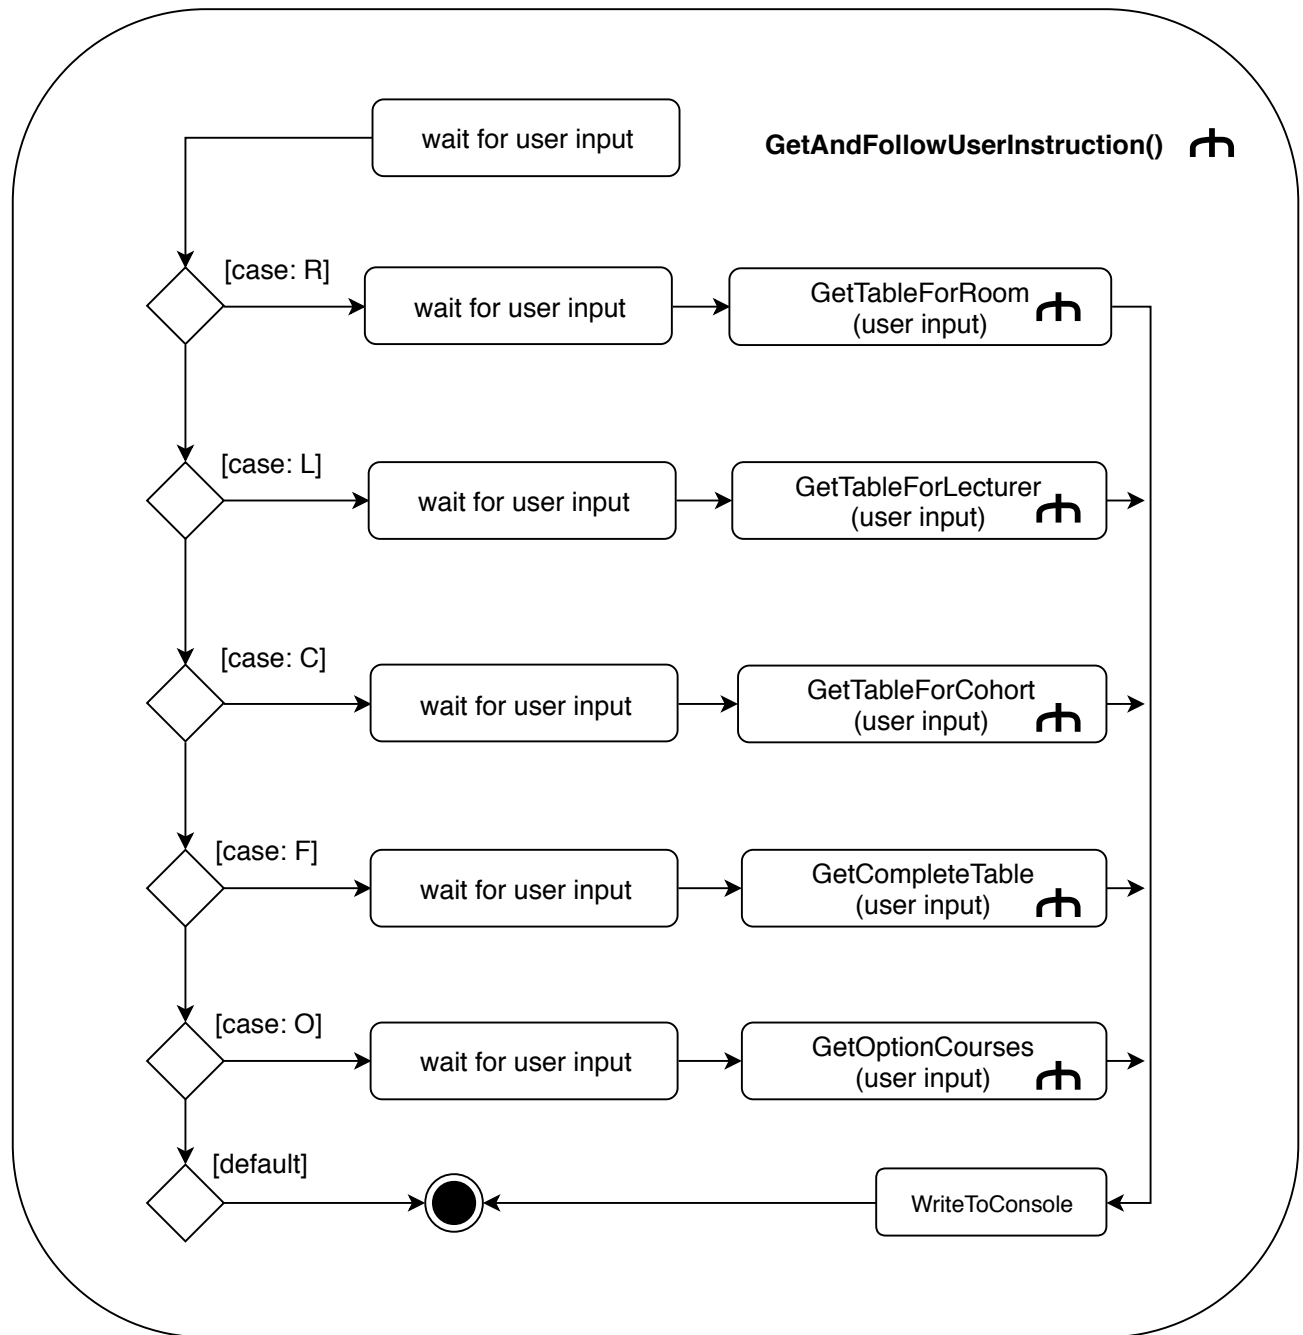 wait for user input
GetAndFollowUserInstruction()
[case: R]
wait for user input
GetTableForRoom
(user input)
[case: L]
wait for user input
GetTableForLecturer
(user input)
[case: C]
wait for user input
GetTableForCohort
(user input)
[case: F]
wait for user input
GetCompleteTable
(user input)
[case: O]
wait for user input
GetOptionCourses
(user input)
[default]
WriteToConsole